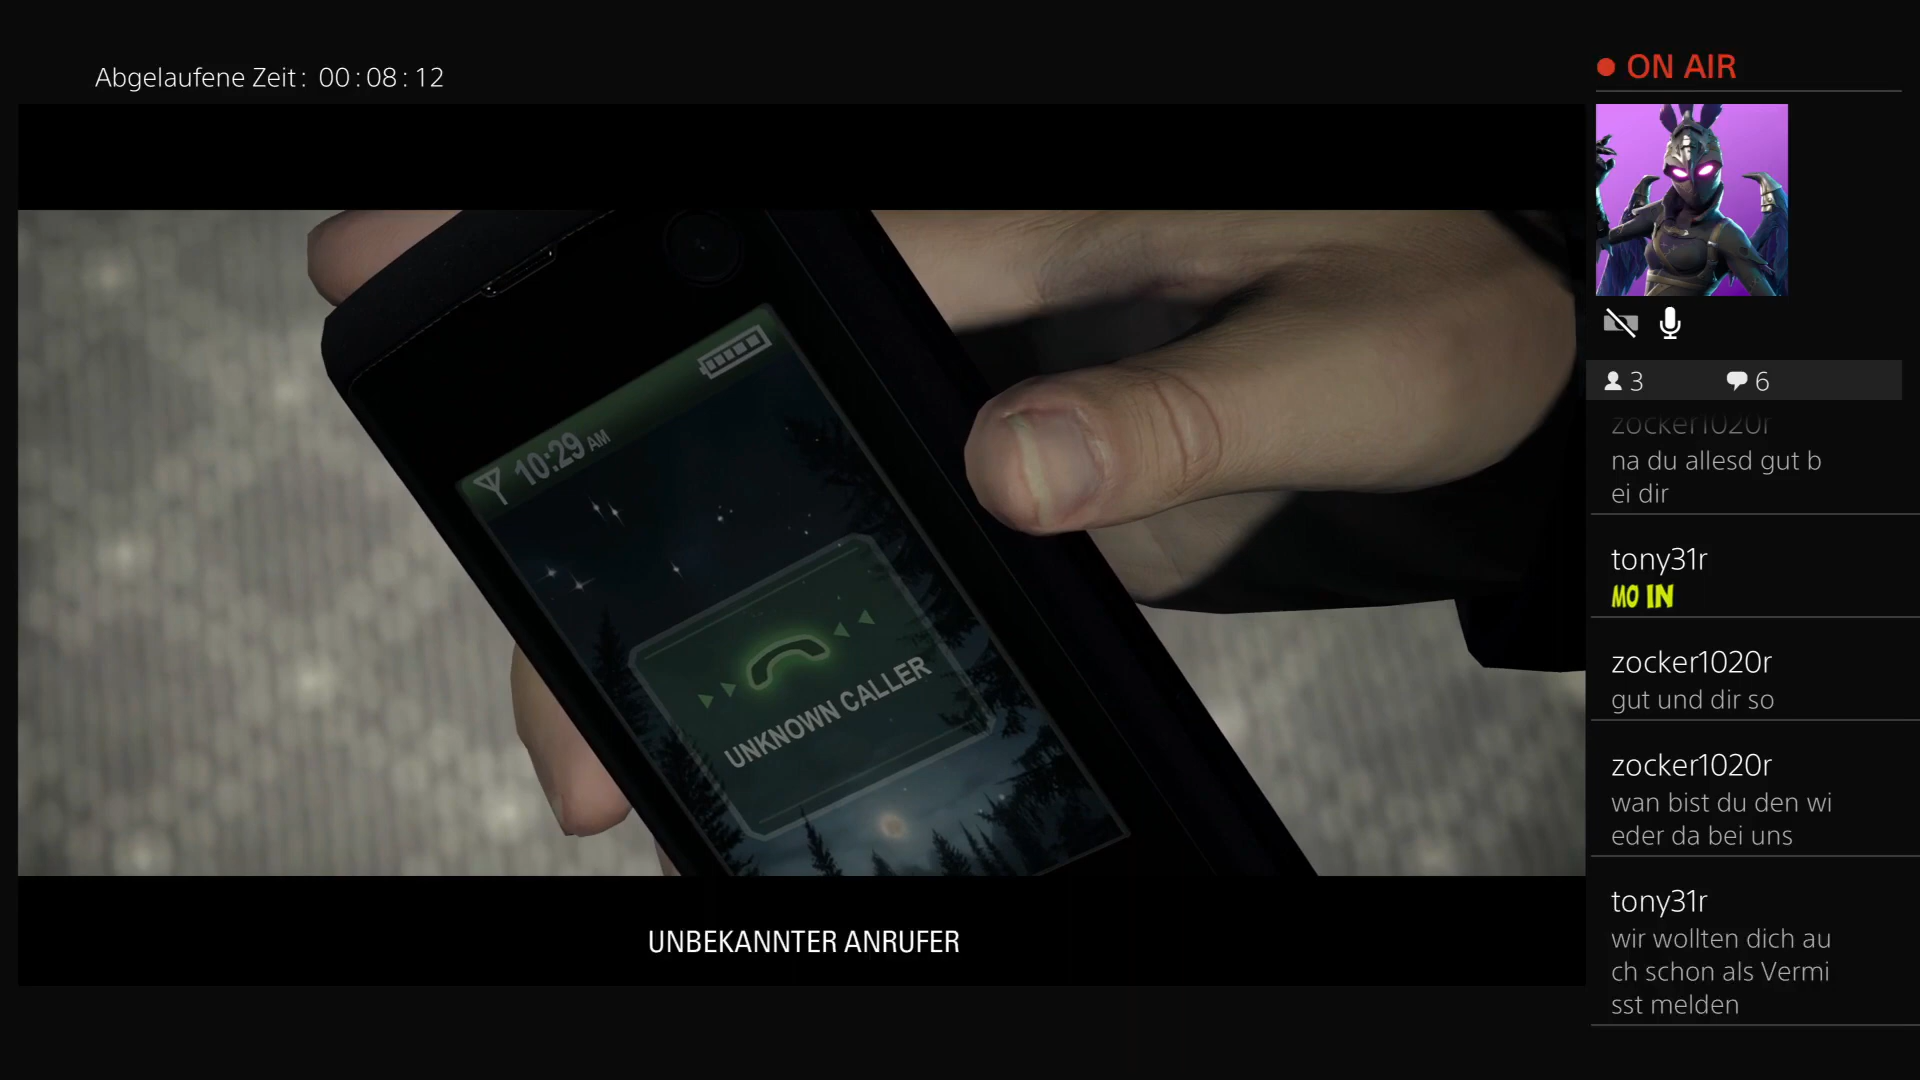 Abgelaufene Zeit: 00:08:12
ON AIR
10:29 AM
UNKNOWN CALLER
UNBEKANNTER ANRUFER
3 6
zocker1020r
na du allesd gut b
ei dir
tony31r
MO IN
zocker1020r
gut und dir so
zocker1020r
wan bist du den wi
eder da bei uns
tony31r
wir wollten dich au
ch schon als Vermi
sst melden